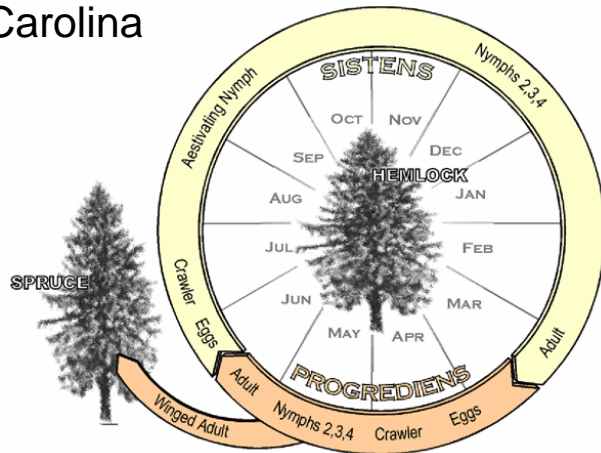 Carolina
SISTENS
Aestivating Nymph
Nymphs 2,3,4
OCT
NOV
SEP
DEC
HEMLOCK
AUG
JAN
JUL
FEB
SPRUCE
Crawler
Eggs
JUN
MAR
MAY
APR
Adult
PROGREDIENS
Adult
Nymphs 2,3,4
Crawler
Eggs
Winged Adult